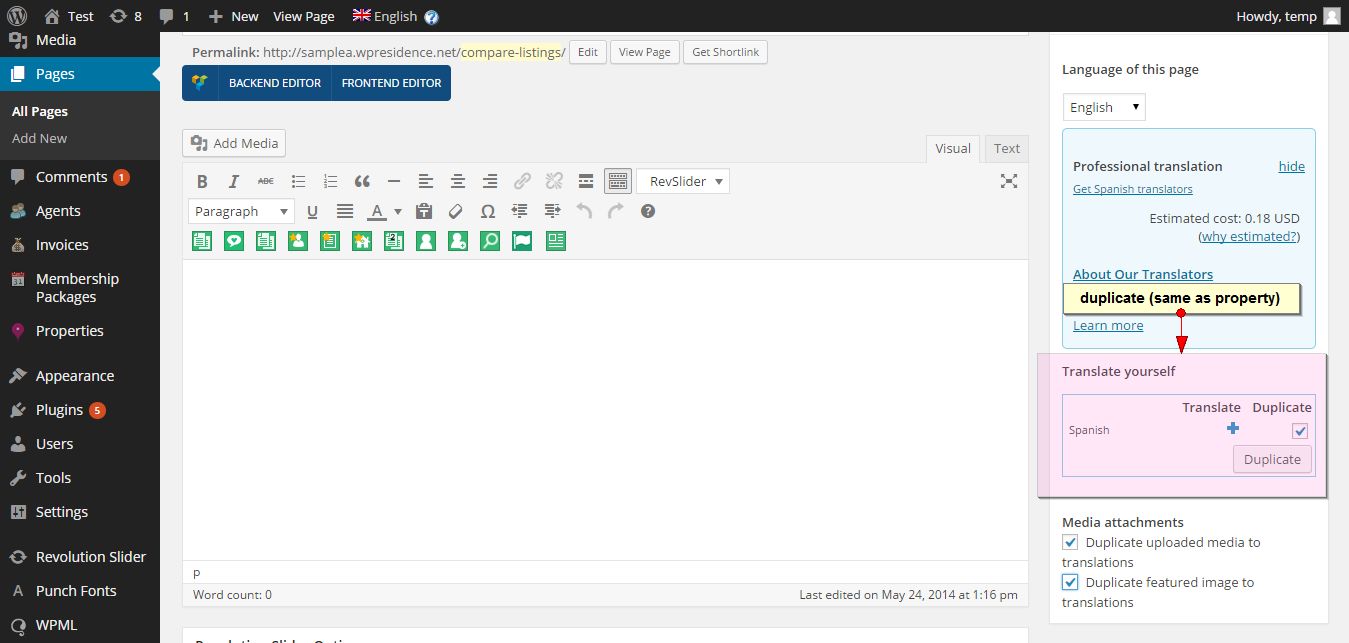 Test 8 1 New View Page English ? Howdy, temp
Media
Pages
All Pages
Add New
Comments 1
Agents
Invoices
Membership
Packages
Properties
Appearance
Plugins 5
Users
Tools
Settings
Revolution Slider
Punch Fonts
WPML
Permalink: http://samplea.wpresidence.net/compare-listings/ Edit View Page Get Shortlink
BACKEND EDITOR FRONTEND EDITOR
Add Media
Visual Text
B I ABC RevSlider
Paragraph U A Ω ?
p
Word count: 0 Last edited on May 24, 2014 at 1:16 pm
Language of this page
English
Professional translation hide
Get Spanish translators
Estimated cost: 0.18 USD
(why estimated?)
About Our Translators
duplicate (same as property)
Learn more
Translate yourself
Translate Duplicate
Spanish
Duplicate
Media attachments
Duplicate uploaded media to
translations
Duplicate featured image to
translations